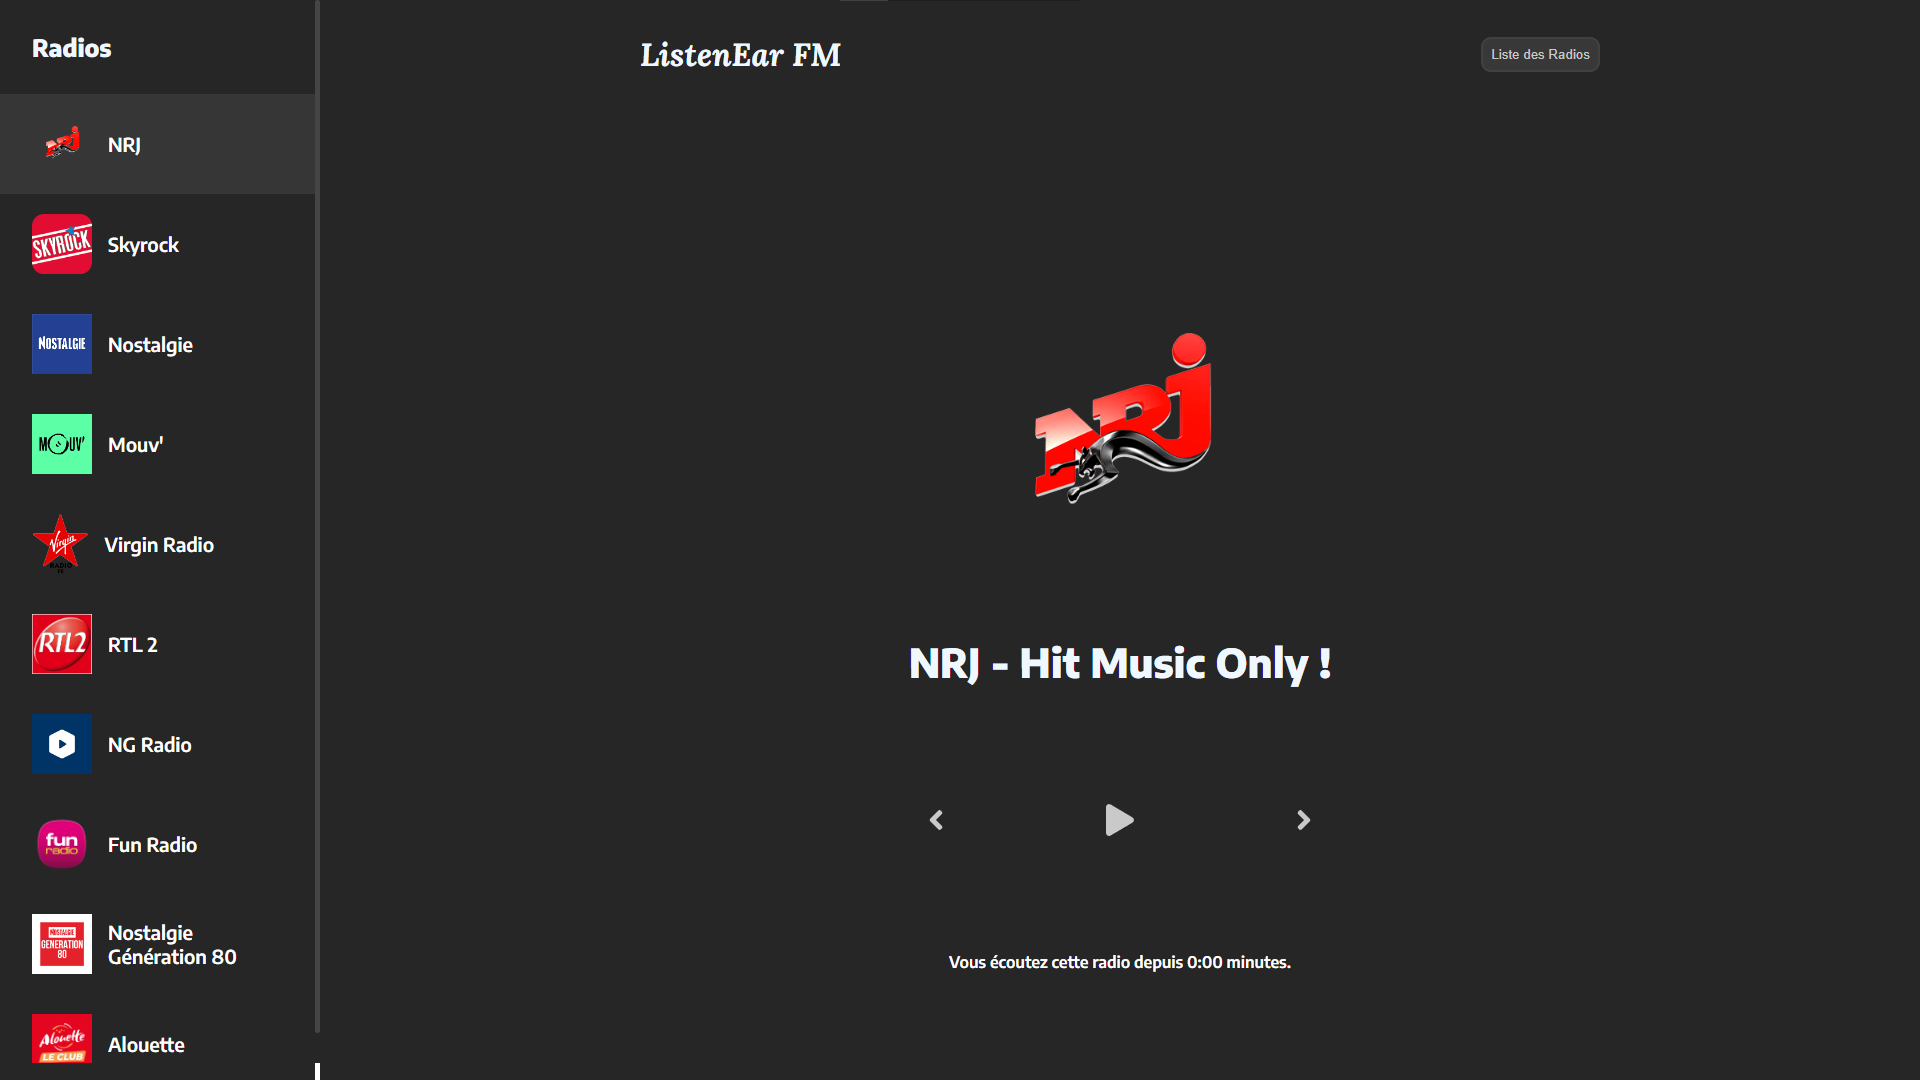 Radios
ListenEar FM
Liste des Radios
NRJ
NRJ
SKYROCK
Skyrock
NOSTALGIE
Nostalgie
MOUV'
Mouv'
Virgin
RADIO
Virgin Radio
RTL2
RTL 2
NG Radio
fun
radio
Fun Radio
NOSTALGIE
GENERATION
80
Nostalgie
Génération 80
Alouette
LE CLUB
Alouette
NRJ
NRJ - Hit Music Only !
Vous écoutez cette radio depuis 0:00 minutes.